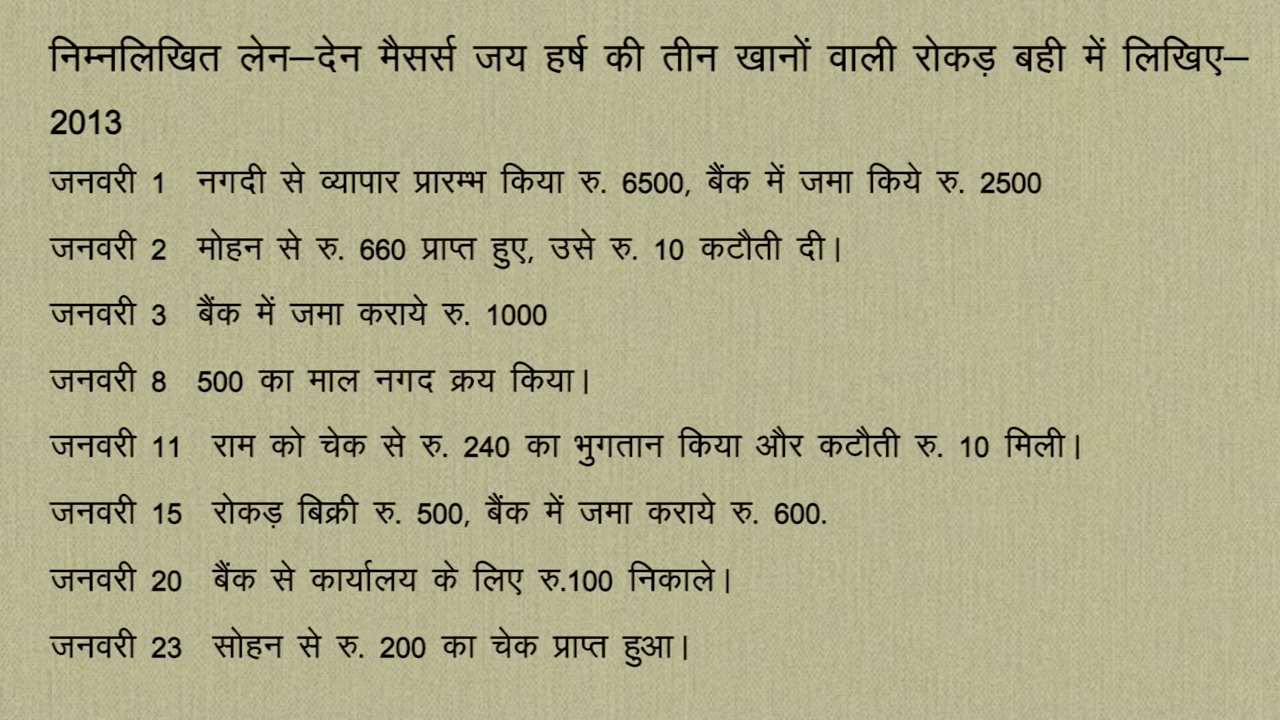 निम्नलिखित लेन–देन मैसर्स जय हर्ष की तीन खानों वाली रोकड़ बही में लिखिए–
2013
जनवरी 1 नगदी से व्यापार प्रारम्भ किया रु. 6500, बैंक में जमा किये रु. 2500
जनवरी 2 मोहन से रु. 660 प्राप्त हुए, उसे रु. 10 कटौती दी।
जनवरी 3 बैंक में जमा कराये रु. 1000
जनवरी 8 500 का माल नगद क्रय किया।
जनवरी 11 राम को चेक से रु. 240 का भुगतान किया और कटौती रु. 10 मिली।
जनवरी 15 रोकड़ बिक्री रु. 500, बैंक में जमा कराये रु. 600.
जनवरी 20 बैंक से कार्यालय के लिए रु.100 निकाले।
जनवरी 23 सोहन से रु. 200 का चेक प्राप्त हुआ।